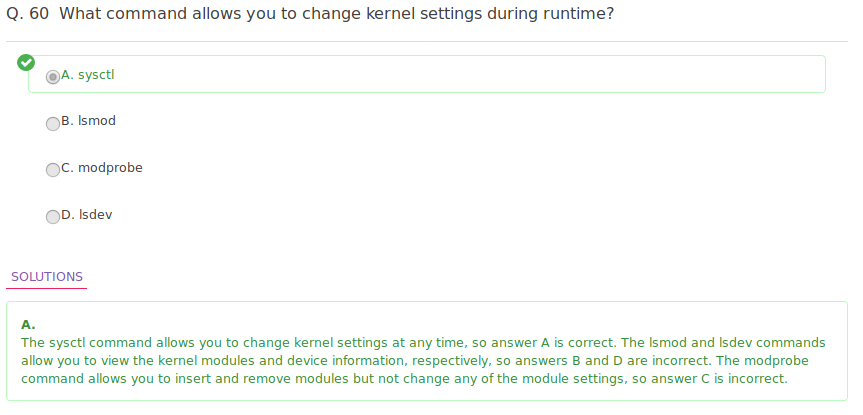 Q. 60  What command allows you to change kernel settings during runtime?
A. sysctl
B. lsmod
C. modprobe
D. lsdev
SOLUTIONS
A.
The sysctl command allows you to change kernel settings at any time, so answer A is correct. The lsmod and lsdev commands
allow you to view the kernel modules and device information, respectively, so answers B and D are incorrect. The modprobe
command allows you to insert and remove modules but not change any of the module settings, so answer C is incorrect.